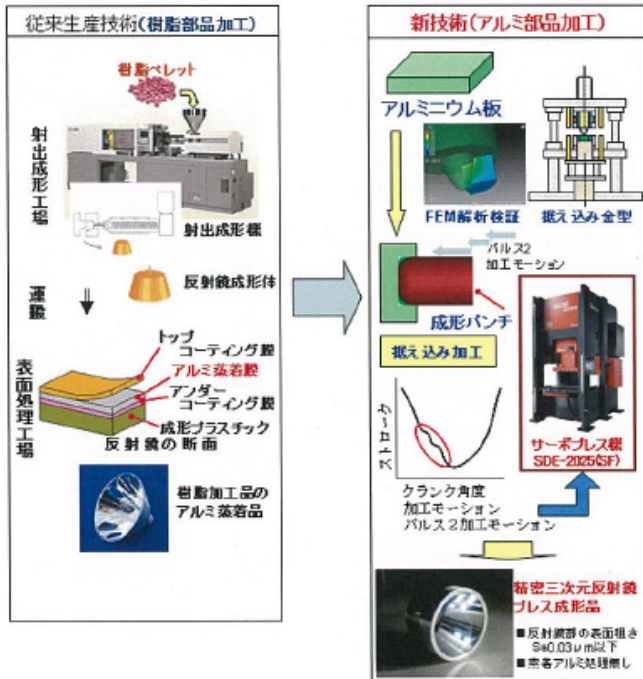 従来生産技術(樹脂部品加工)
樹脂ペレット
射出成形工場
射出成形機
反射鏡成形体
運搬
トップ
コーティング膜
アルミ蒸着膜
アンダー
コーティング膜
成形プラスチック
反射鏡の断面
表面処理工場
樹脂加工品の
アルミ蒸着品
新技術(アルミ部品加工)
アルミニウム板
FEM解析検証
据え込み金型
パルス2
加工モーション
成形パンチ
据え込み加工
ストローク
クランク角度
加工モーション
パルス2加工モーション
サーボプレス機
SDE-2025(SF)
精密三次元反射鏡
プレス成形品
■反射鏡部の表面粗さ
Sa0.03μm以下
■蒸着アルミ処理無し